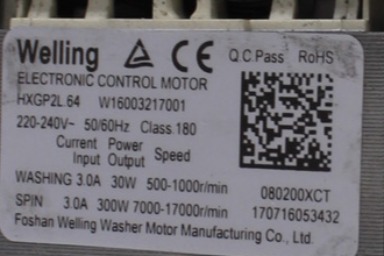 Welling CE Q.C.Pass RoHS
ELECTRONIC CONTROL MOTOR
HXGP2L.64 W16003217001
220-240V~ 50/60Hz Class 180
Current Power Speed
Input Output
WASHING 3.0A 30W 500-1000r/min 080200XCT
SPIN 3.0A 300W 7000-17000r/min 170716053432
Foshan Welling Washer Motor Manufacturing Co., Ltd.